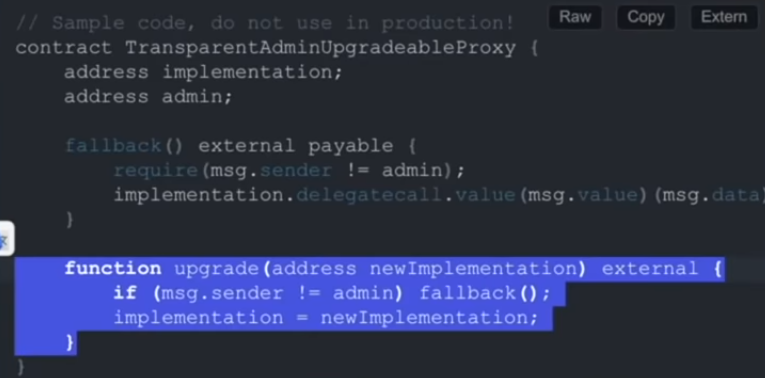 Raw Copy Extern
// Sample code, do not use in production!
contract TransparentAdminUpgradeableProxy {
    address implementation;
    address admin;
    fallback() external payable {
        require(msg.sender != admin);
        implementation.delegatecall.value(msg.value)(msg.data)
    }
    function upgrade(address newImplementation) external {
        if (msg.sender != admin) fallback();
        implementation = newImplementation;
    }
}